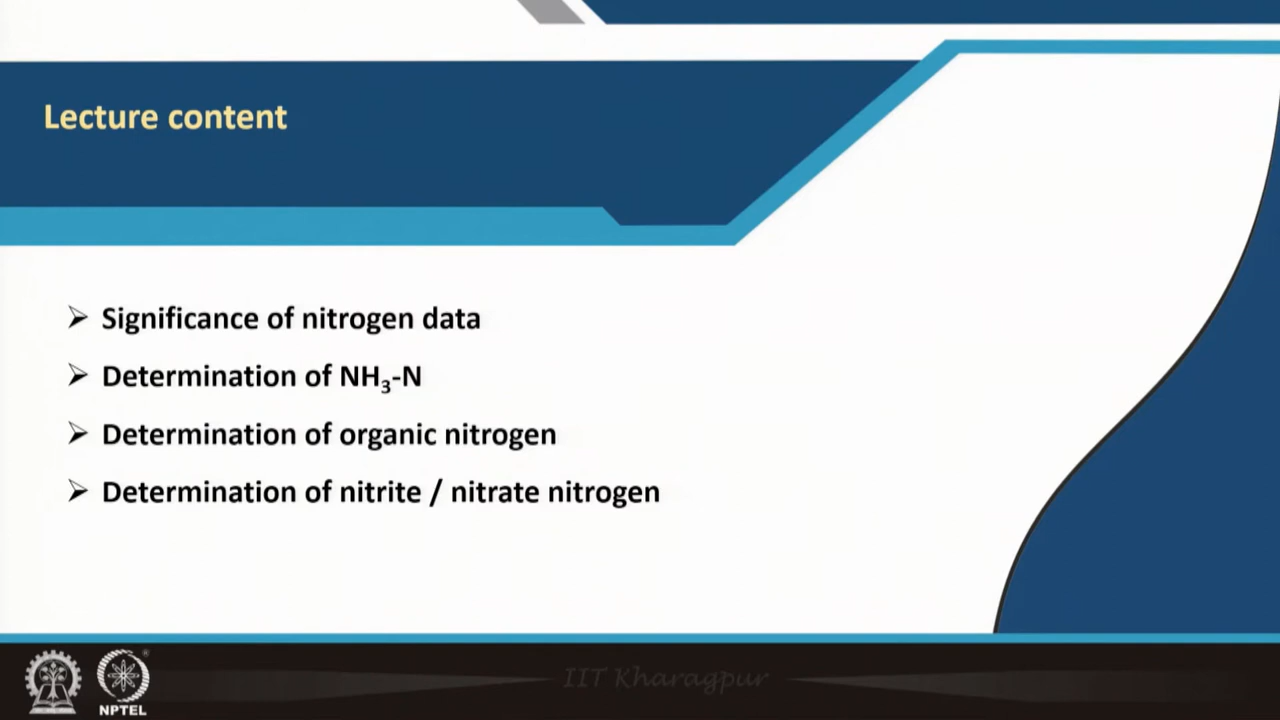 Lecture content
➢ Significance of nitrogen data
➢ Determination of NH₃-N
➢ Determination of organic nitrogen
➢ Determination of nitrite / nitrate nitrogen
IIT Kharagpur
NPTEL